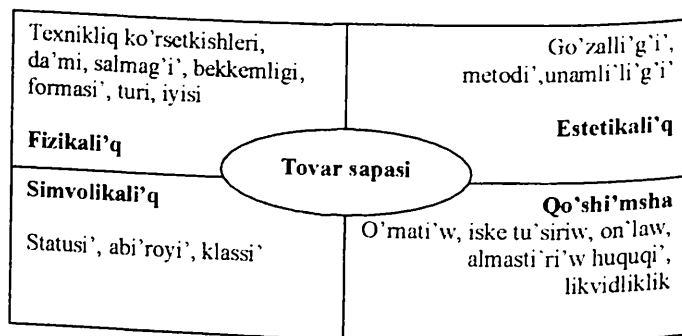 Texnikliq ko'rsetkishleri,
da'mi, salmag'i', bekkemligi,
formasi', turi, iyisi
Fizikali'q
Go'zalli'g'i',
metodi',unamli'li'g'i'
Estetikali'q
Tovar sapasi
Simvolikali'q
Statusi', abi'royi', klassi'
Qo'shi'msha
O'rnati'w, iske tu'siriw, on'law,
almasti'ri'w huquqi',
likvidliklik